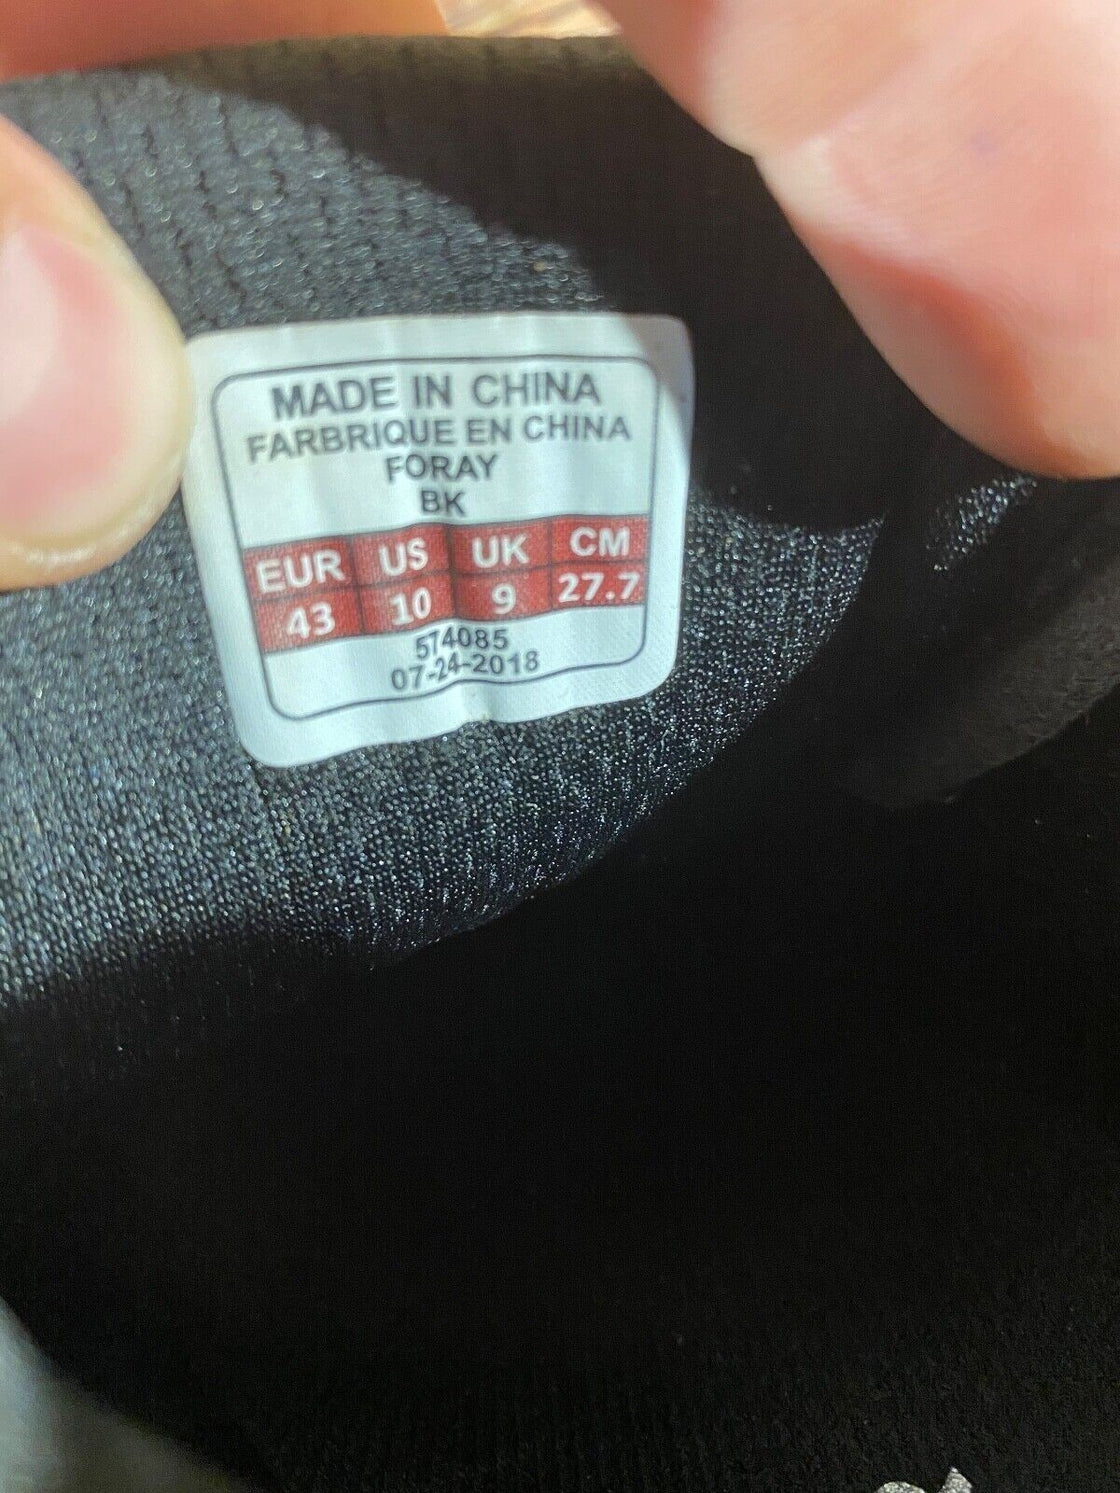 MADE IN CHINA
FARBRIQUE EN CHINA
FORAY
BK
EUR US UK CM
43 10 9 27.7
574085
07-24-2018